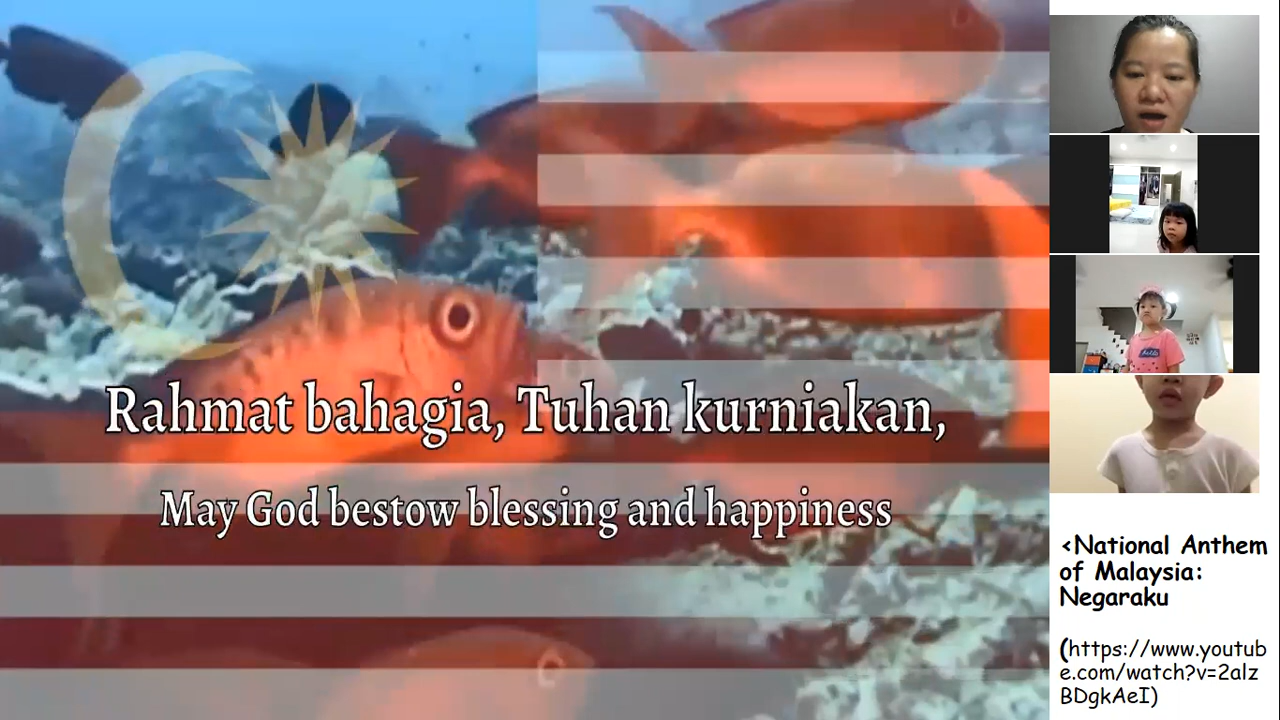 Rahmat bahagia, Tuhan kurniakan,
May God bestow blessing and happiness
hello
<National Anthem
of Malaysia:
Negaraku
(https://www.youtub
e.com/watch?v=2alz
BDgkAeI)